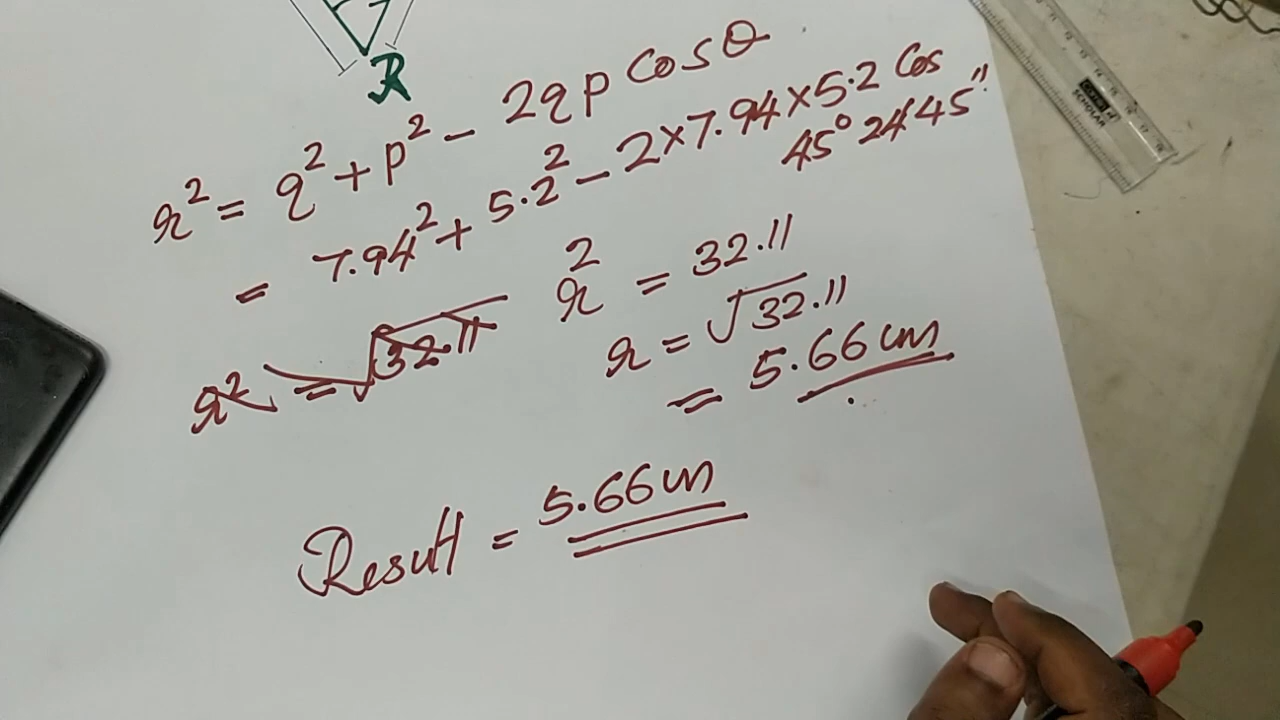 R
r² = q² + p² - 2qp cosθ
= 7.94² + 5.2² - 2×7.94×5.2 cos
45° 24' 45"
r² = √32.11
r² = 32.11
r = √32.11
= 5.66 cm
Result = 5.66 cm
SCHOLAR